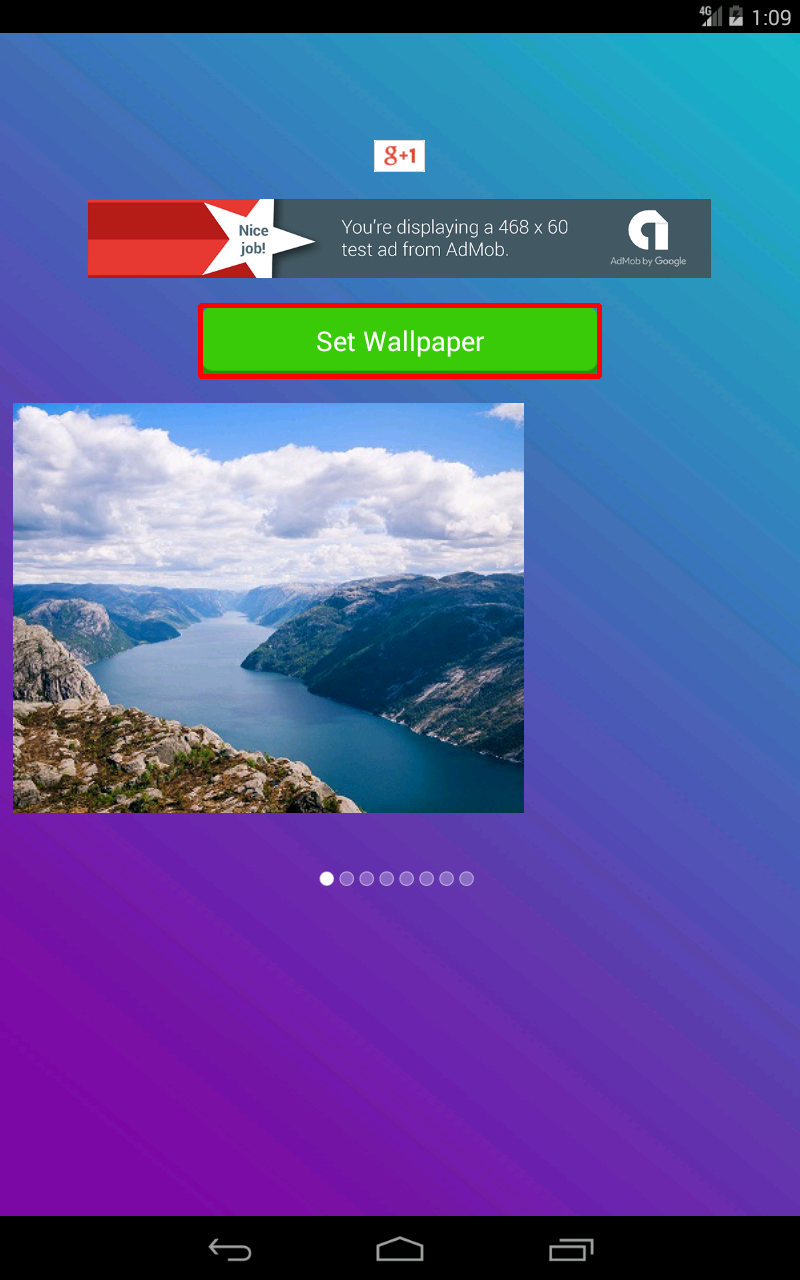 4G
1:09
g+1
Nice
job!
You're displaying a 468 x 60
test ad from AdMob.
AdMob by Google
Set Wallpaper